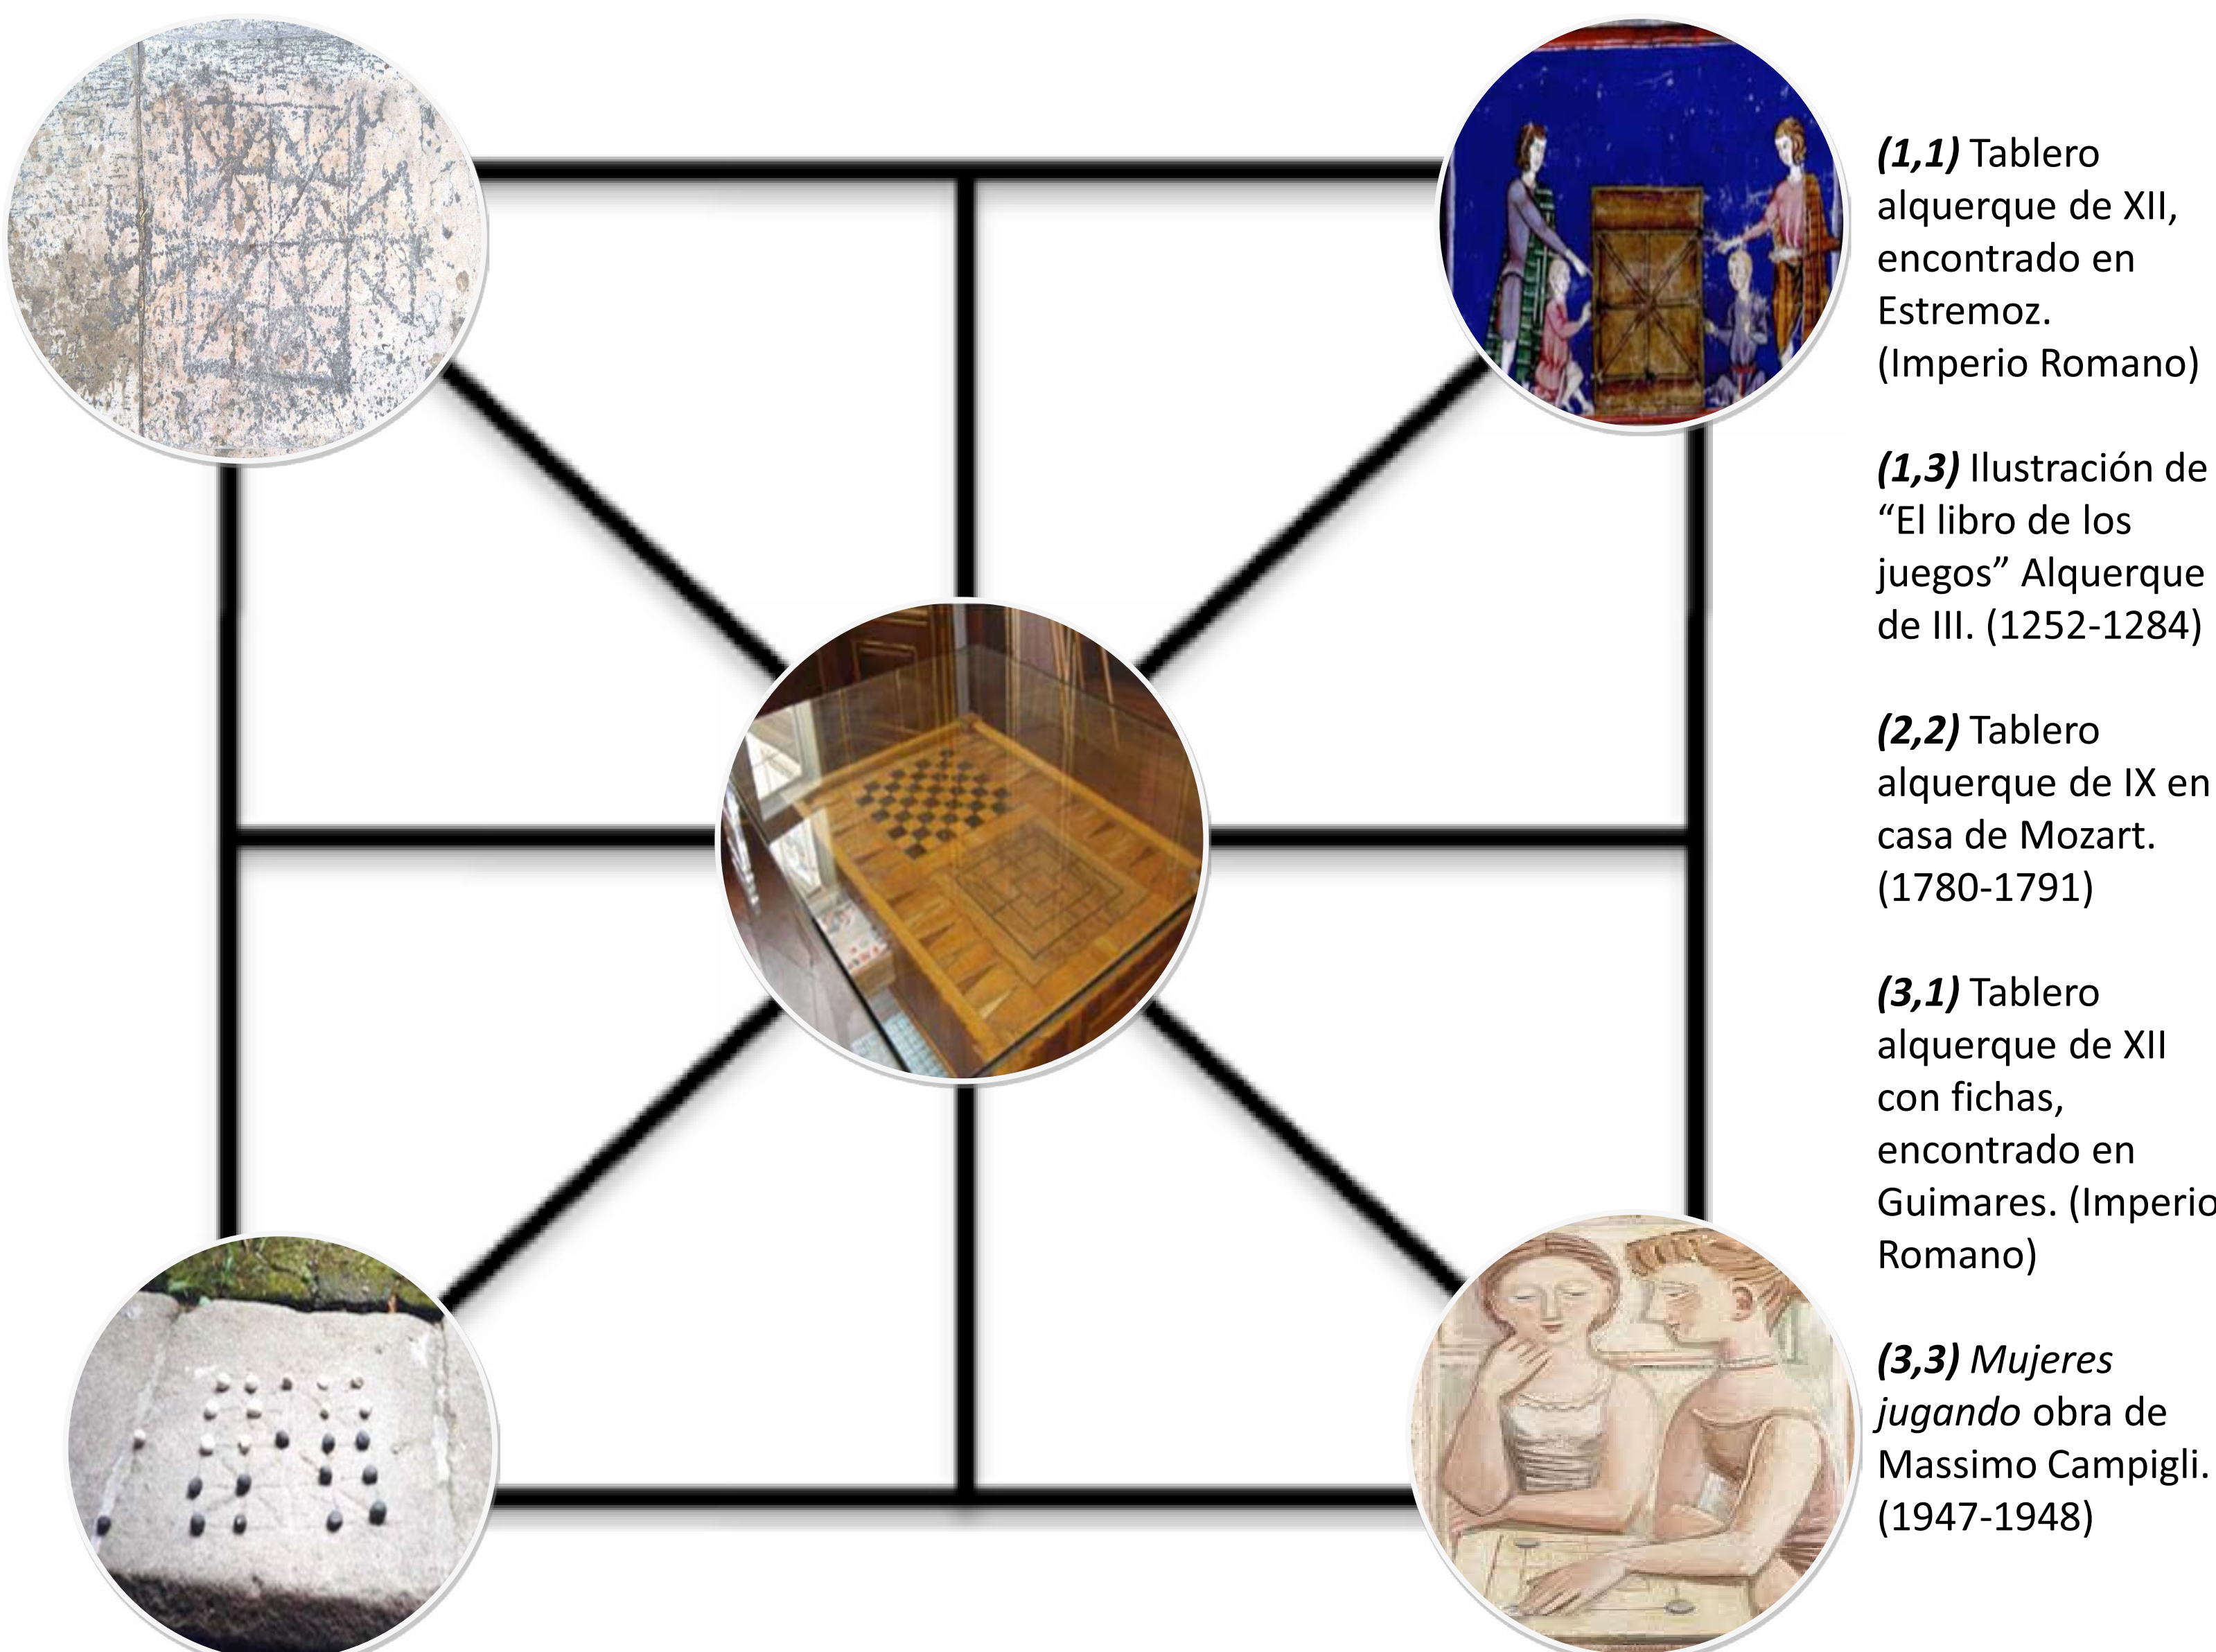 (1,1) Tablero
alquerque de XII,
encontrado en
Estremoz.
(Imperio Romano)
(1,3) Ilustración de
“El libro de los
juegos” Alquerque
de III. (1252-1284)
(2,2) Tablero
alquerque de IX en
casa de Mozart.
(1780-1791)
(3,1) Tablero
alquerque de XII
con fichas,
encontrado en
Guimares. (Imperio
Romano)
(3,3) Mujeres
jugando obra de
Massimo Campigli.
(1947-1948)